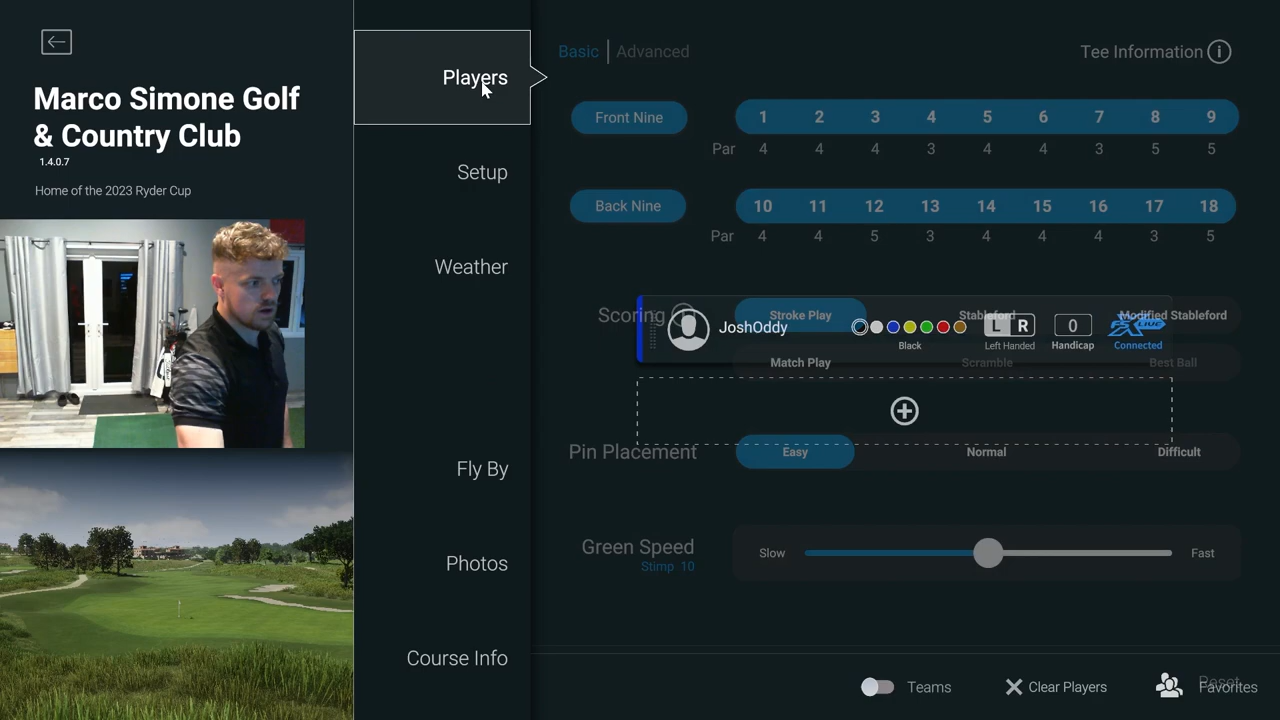 Marco Simone Golf
& Country Club
1.4.0.7
Home of the 2023 Ryder Cup
Players
Setup
Weather
Fly By
Photos
Course Info
Basic | Advanced
Tee Information i
Front Nine 1 2 3 4 5 6 7 8 9
Par 4 4 4 3 4 4 3 5 5
Back Nine 10 11 12 13 14 15 16 17 18
Par 4 4 5 3 4 4 4 3 5
Scoring Stroke Play Stableford Modified Stableford
JoshOddy L R 0 FX LIVE
Black Left Handed Handicap Connected
Match Play Scramble Best Ball
Pin Placement Easy Normal Difficult
Green Speed Slow Fast
Stimp 10
Teams Clear Players Favorites
Reset